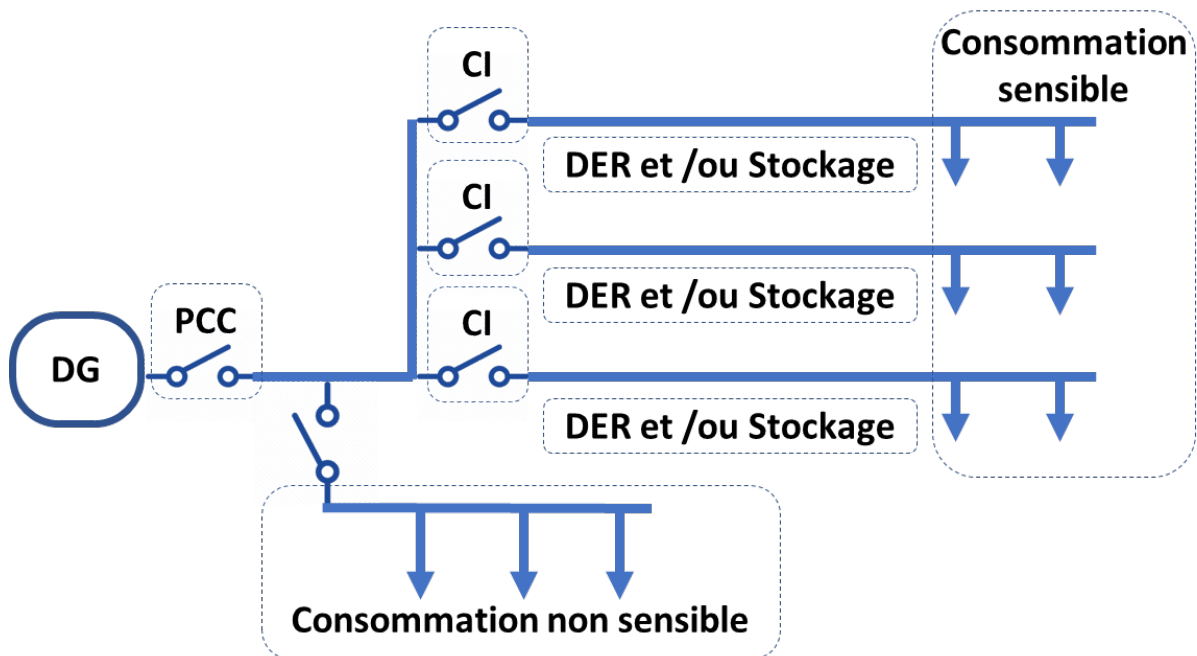 CI
Consommation
sensible
DER et /ou Stockage
CI
DER et /ou Stockage
PCC
CI
DG
DER et /ou Stockage
Consommation non sensible